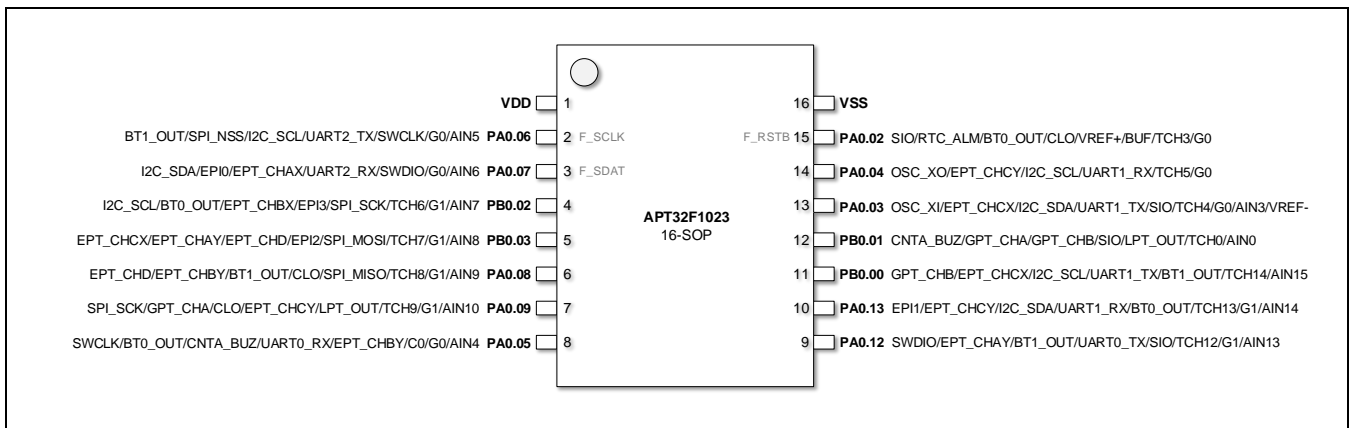 VDD 1
16 VSS
BT1_OUT/SPI_NSS/I2C_SCL/UART2_TX/SWCLK/G0/AIN5 PA0.06 2 F_SCLK
F_RSTB 15 PA0.02 SIO/RTC_ALM/BT0_OUT/CLO/VREF+/BUF/TCH3/G0
I2C_SDA/EPI0/EPT_CHAX/UART2_RX/SWDIO/G0/AIN6 PA0.07 3 F_SDAT
14 PA0.04 OSC_XO/EPT_CHCY/I2C_SCL/UART1_RX/TCH5/G0
I2C_SCL/BT0_OUT/EPT_CHBX/EPI3/SPI_SCK/TCH6/G1/AIN7 PB0.02 4
13 PA0.03 OSC_XI/EPT_CHCX/I2C_SDA/UART1_TX/SIO/TCH4/G0/AIN3/VREF-
APT32F1023
16-SOP
EPT_CHCX/EPT_CHAY/EPT_CHD/EPI2/SPI_MOSI/TCH7/G1/AIN8 PB0.03 5
12 PB0.01 CNTA_BUZ/GPT_CHA/GPT_CHB/SIO/LPT_OUT/TCH0/AIN0
EPT_CHD/EPT_CHBY/BT1_OUT/CLO/SPI_MISO/TCH8/G1/AIN9 PA0.08 6
11 PB0.00 GPT_CHB/EPT_CHCX/I2C_SCL/UART1_TX/BT1_OUT/TCH14/AIN15
SPI_SCK/GPT_CHA/CLO/EPT_CHCY/LPT_OUT/TCH9/G1/AIN10 PA0.09 7
10 PA0.13 EPI1/EPT_CHCY/I2C_SDA/UART1_RX/BT0_OUT/TCH13/G1/AIN14
SWCLK/BT0_OUT/CNTA_BUZ/UART0_RX/EPT_CHBY/C0/G0/AIN4 PA0.05 8
9 PA0.12 SWDIO/EPT_CHAY/BT1_OUT/UART0_TX/SIO/TCH12/G1/AIN13